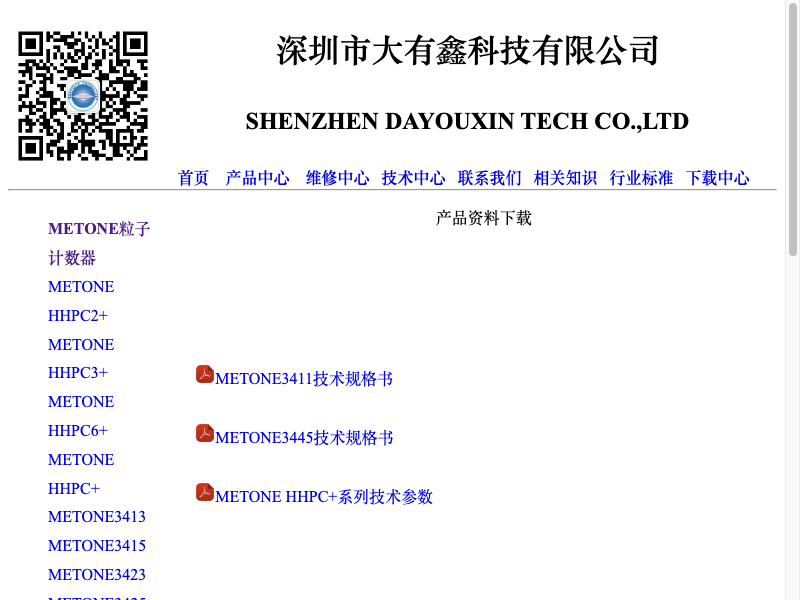 深圳市大有鑫科技有限公司
SHENZHEN DAYOUXIN TECH CO.,LTD
首页 产品中心 维修中心 技术中心 联系我们 相关知识 行业标准 下载中心
METONE粒子
计数器
METONE
HHPC2+
METONE
HHPC3+
METONE
HHPC6+
METONE
HHPC+
METONE3413
METONE3415
METONE3423
产品资料下载
METONE3411技术规格书
METONE3445技术规格书
METONE HHPC+系列技术参数